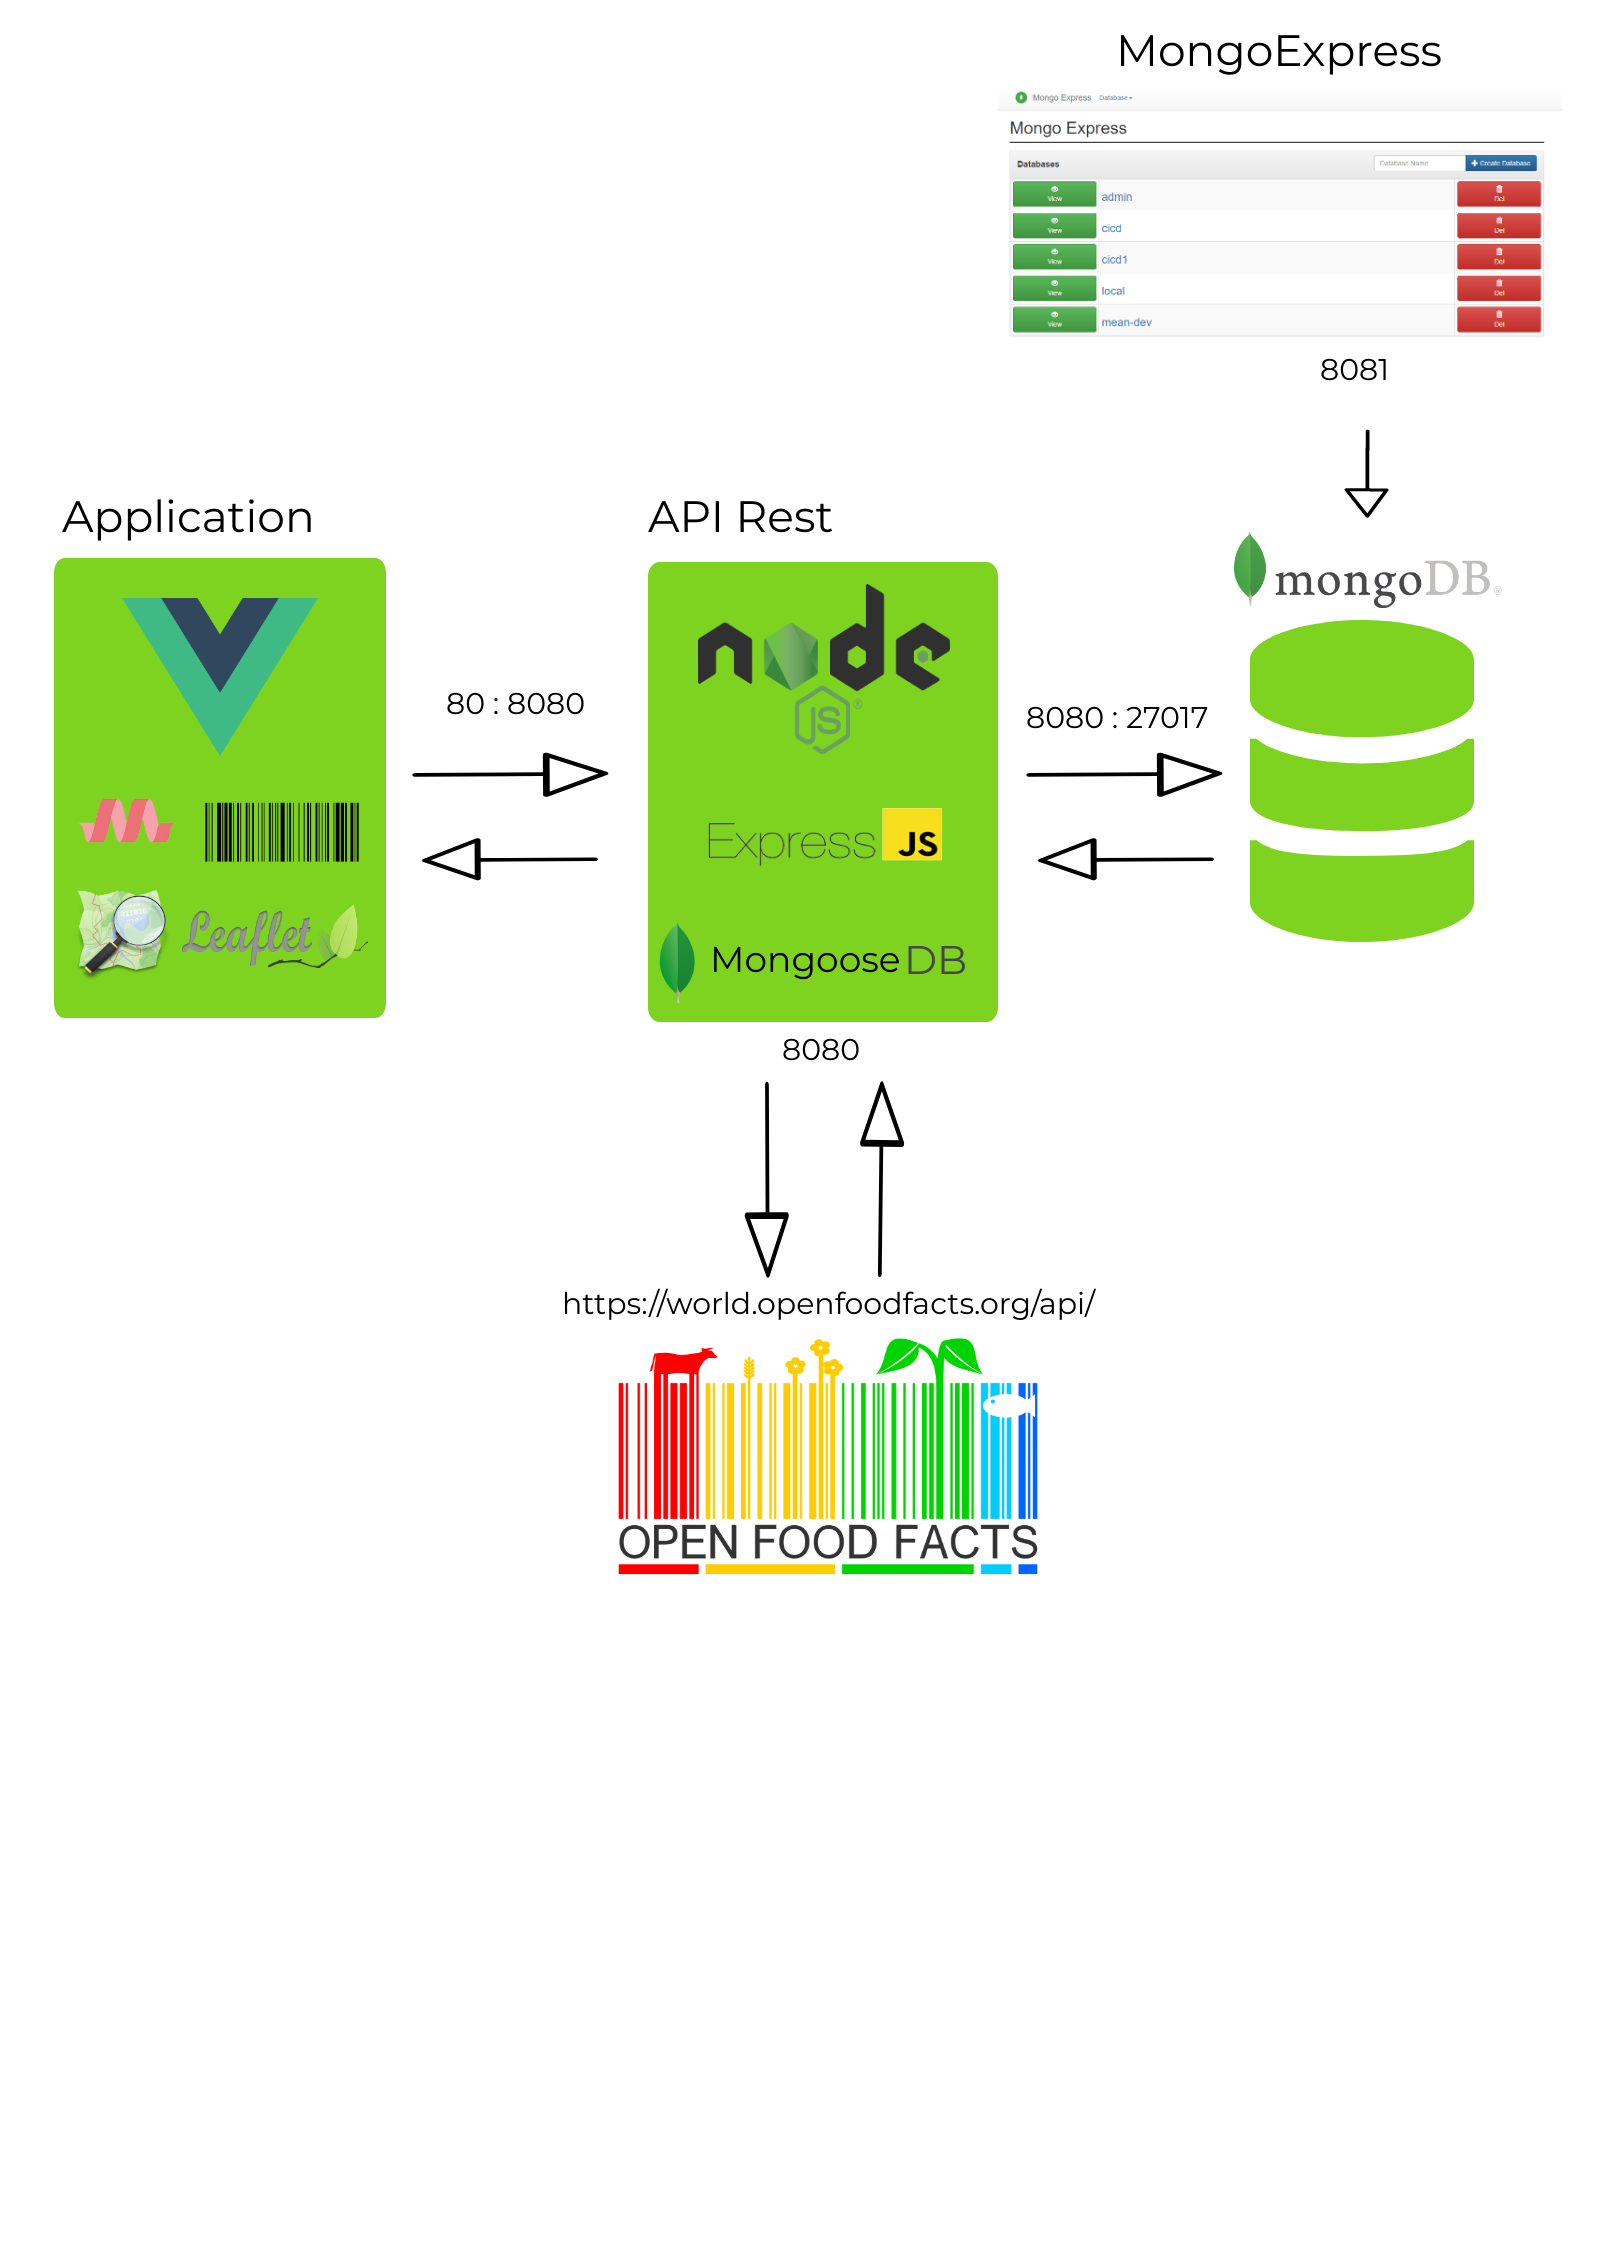 MongoExpress
Mongo Express Database
Mongo Express
Databases
Database Name
Create Database
View
admin
Del
View
cicd
Del
View
cicd1
Del
View
local
Del
View
mean-dev
Del
8081
Application
API Rest
mongoDB®
node
JS®
80 : 8080
8080 : 27017
Express JS
Leaflet
Mongoose DB
8080
https://world.openfoodfacts.org/api/
OPEN FOOD FACTS